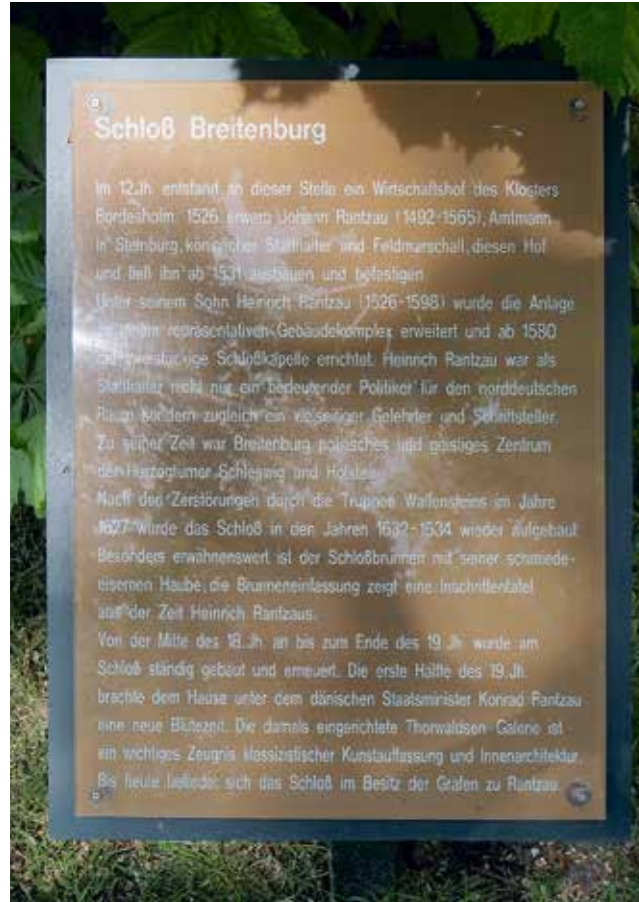 Schloß Breitenburg
Im 12.Jh. entstand an dieser Stelle ein Wirtschaftshof des Klosters
Bordesholm. 1526 erwarb Johann Rantzau (1492-1565), Amtmann
in Steinburg, königlicher Statthalter und Feldmarschall, diesen Hof
und ließ ihn ab 1531 ausbauen und befestigen.
Unter seinem Sohn Heinrich Rantzau (1526-1598) wurde die Anlage
zu einem repräsentativen Gebäudekomplex erweitert und ab 1580
die zweistöckige Schloßkapelle errichtet. Heinrich Rantzau war als
Statthalter nicht nur ein bedeutender Politiker für den norddeutschen
Raum sondern zugleich ein vielseitiger Gelehrter und Schriftsteller.
Zu seiner Zeit war Breitenburg politisches und geistiges Zentrum
der Herzogtümer Schleswig und Holstein.
Nach den Zerstörungen durch die Truppen Wallensteins im Jahre
1627 wurde das Schloß in den Jahren 1632-1634 wieder aufgebaut.
Besonders erwähnenswert ist der Schloßbrunnen mit seiner schmiede-
eisernen Haube, die Brunneneinfassung zeigt eine Inschriftentafel
aus der Zeit Heinrich Rantzaus.
Von der Mitte des 18.Jh. an bis zum Ende des 19.Jh. wurde am
Schloß ständig gebaut und erneuert. Die erste Hälfte des 19.Jh.
brachte dem Hause unter dem dänischen Staatsminister Konrad Rantzau
eine neue Blütezeit. Die damals eingerichtete Thorwaldsen-Galerie ist
ein wichtiges Zeugnis klassizistischer Kunstauffassung und Innenarchitektur.
Bis heute befindet sich das Schloß im Besitz der Grafen zu Rantzau.